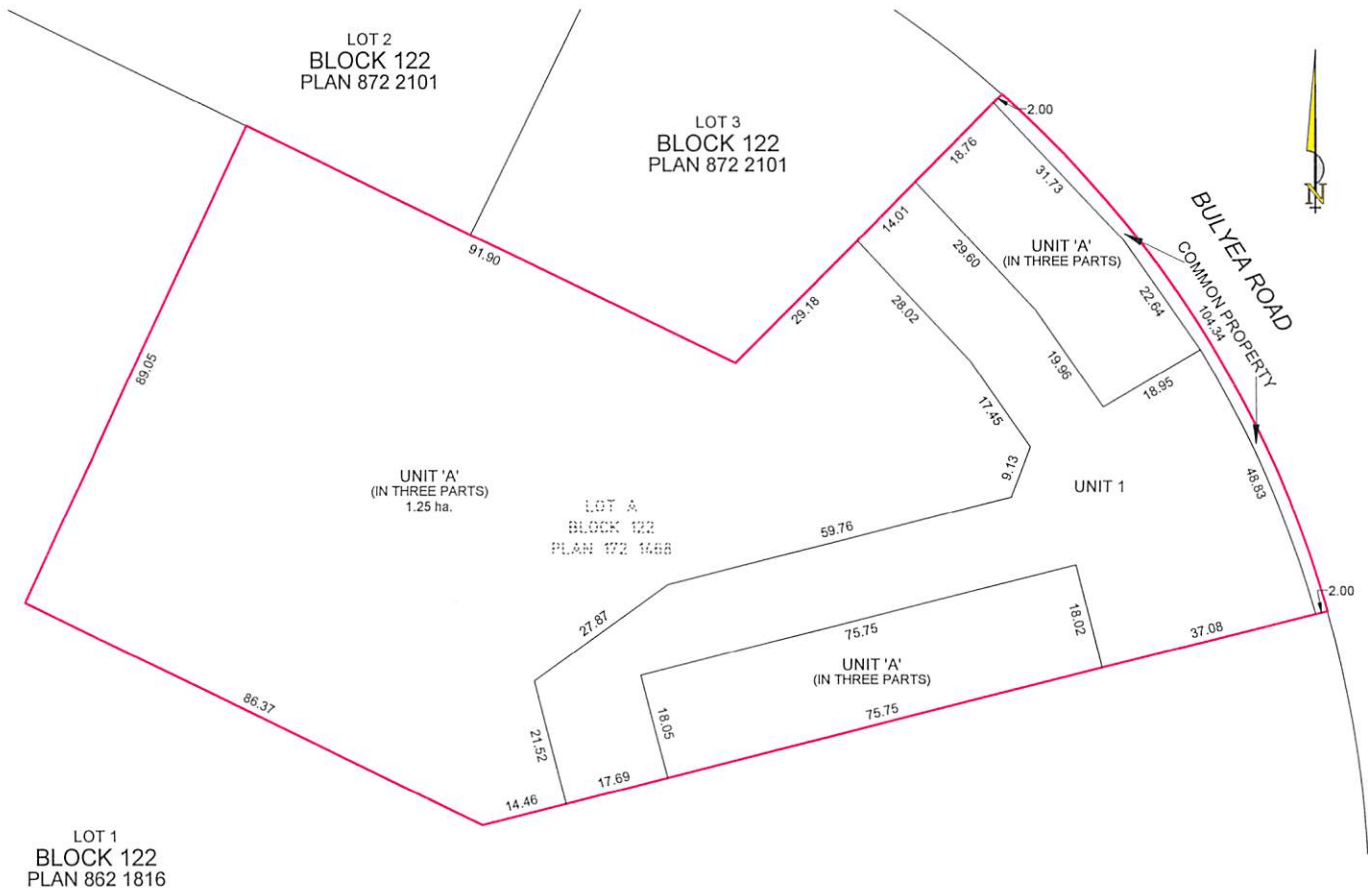 LOT 2
BLOCK 122
PLAN 872 2101
LOT 3
BLOCK 122
PLAN 872 2101
2.00
18.76
31.73
14.01
N
BULYEA ROAD
COMMON PROPERTY
UNIT 'A'
(IN THREE PARTS)
29.60
91.90
22.64
104.34
29.18
28.02
19.96
18.95
89.05
17.45
9.13
UNIT 'A'
(IN THREE PARTS)
1.25 ha.
UNIT 1
48.83
LOT A
BLOCK 122
PLAN 172 1468
59.76
2.00
27.87
18.02
75.75
37.08
UNIT 'A'
(IN THREE PARTS)
86.37
18.05
75.75
21.52
17.69
14.46
LOT 1
BLOCK 122
PLAN 862 1816